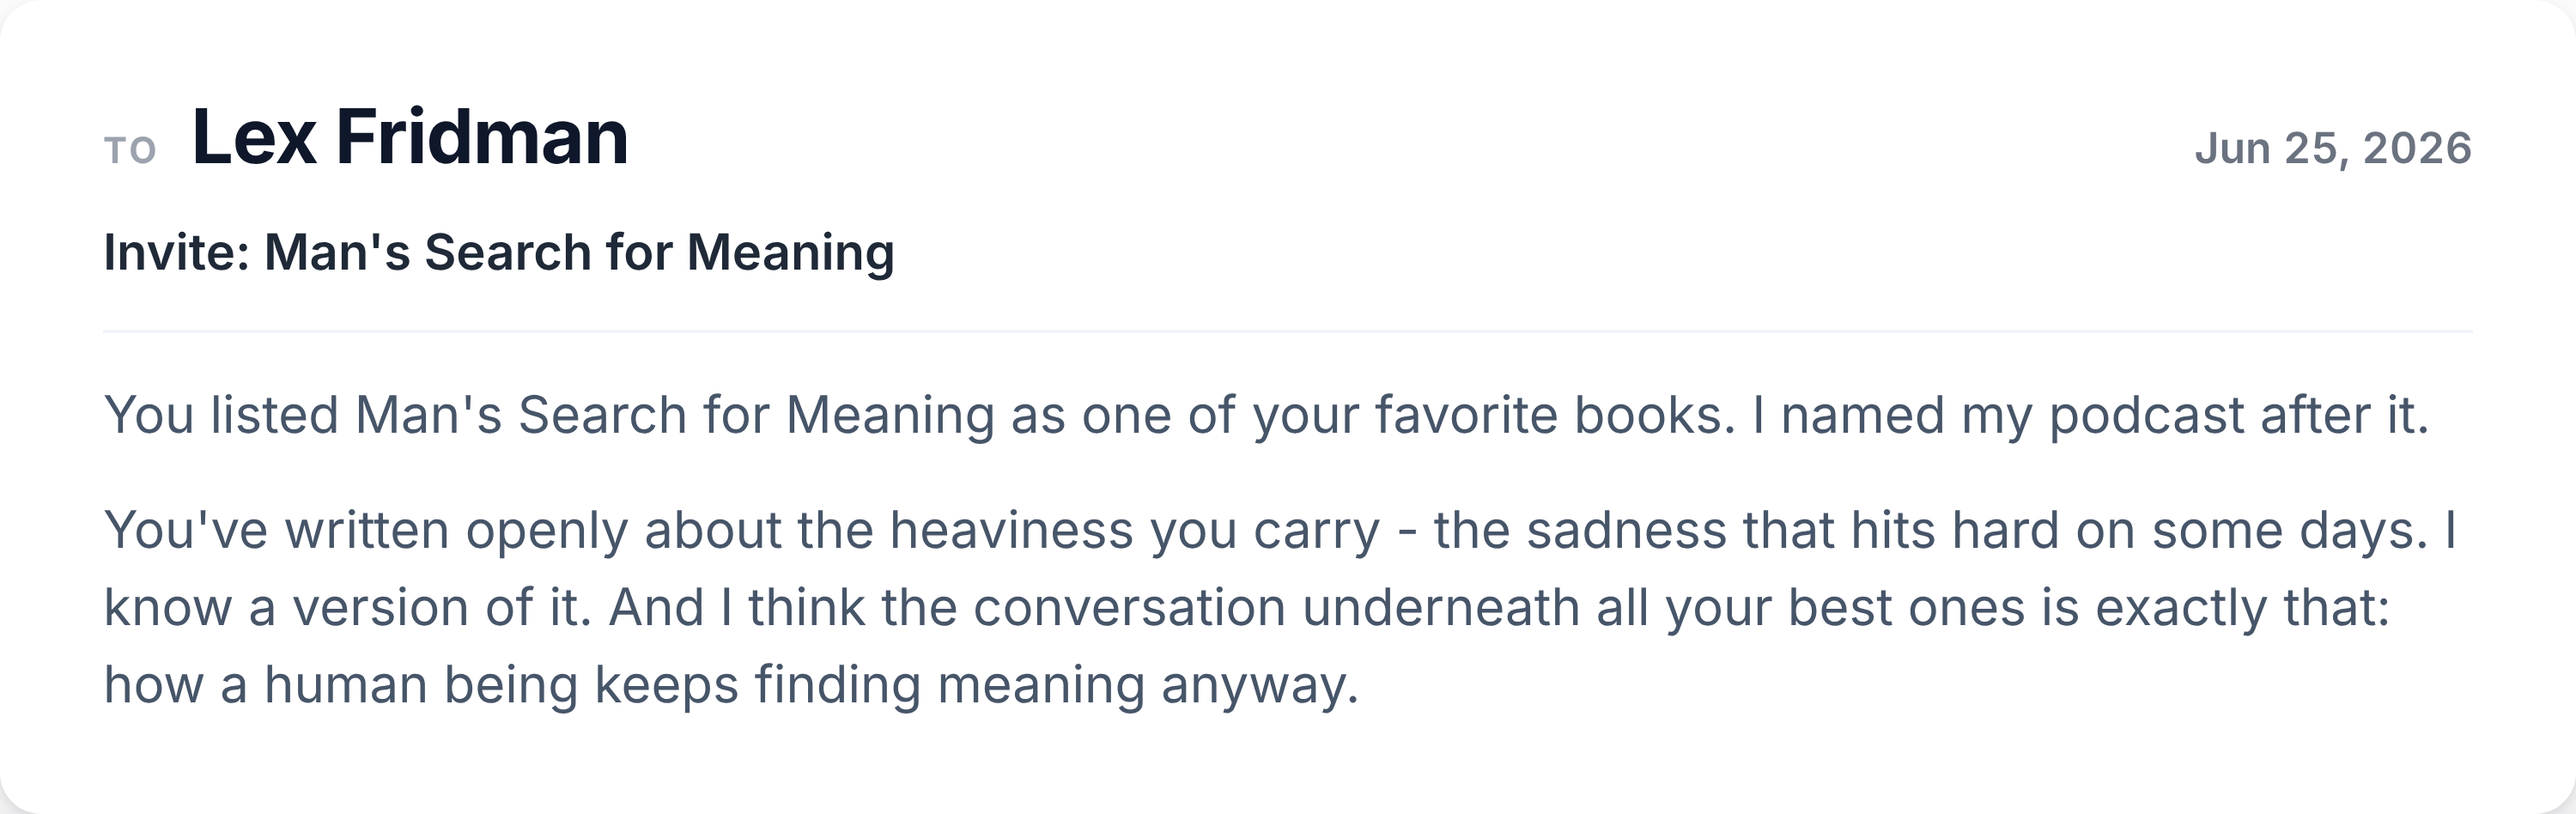 TO Lex Fridman Jun 25, 2026
Invite: Man's Search for Meaning
You listed Man's Search for Meaning as one of your favorite books. I named my podcast after it.
You've written openly about the heaviness you carry - the sadness that hits hard on some days. I
know a version of it. And I think the conversation underneath all your best ones is exactly that:
how a human being keeps finding meaning anyway.